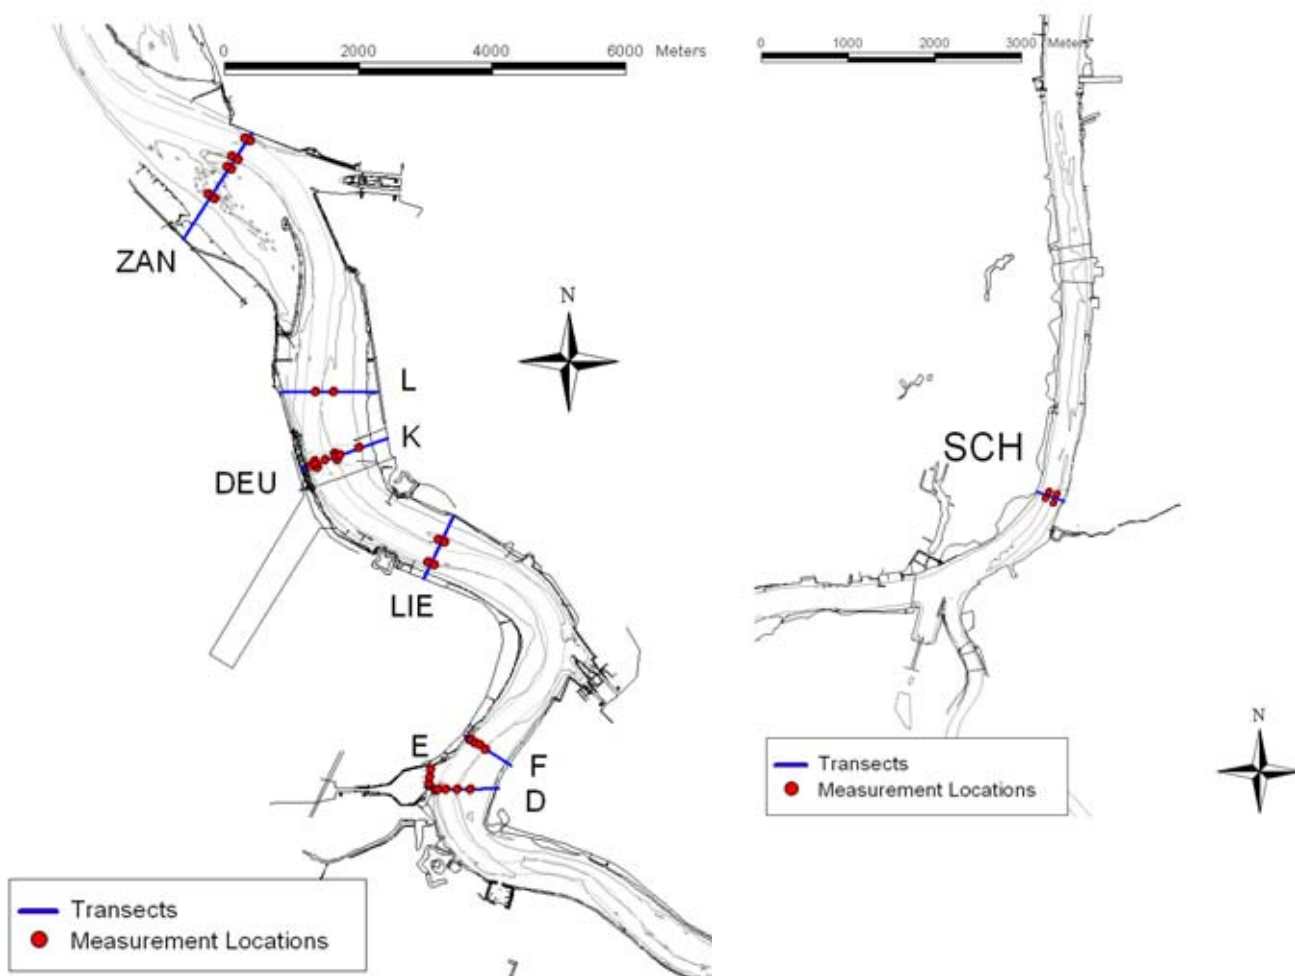 0 2000 4000 6000 Meters
ZAN
N
L
K
DEU
LIE
E
F
D
Transects
Measurement Locations
0 1000 2000 3000 Meters
SCH
N
Transects
Measurement Locations